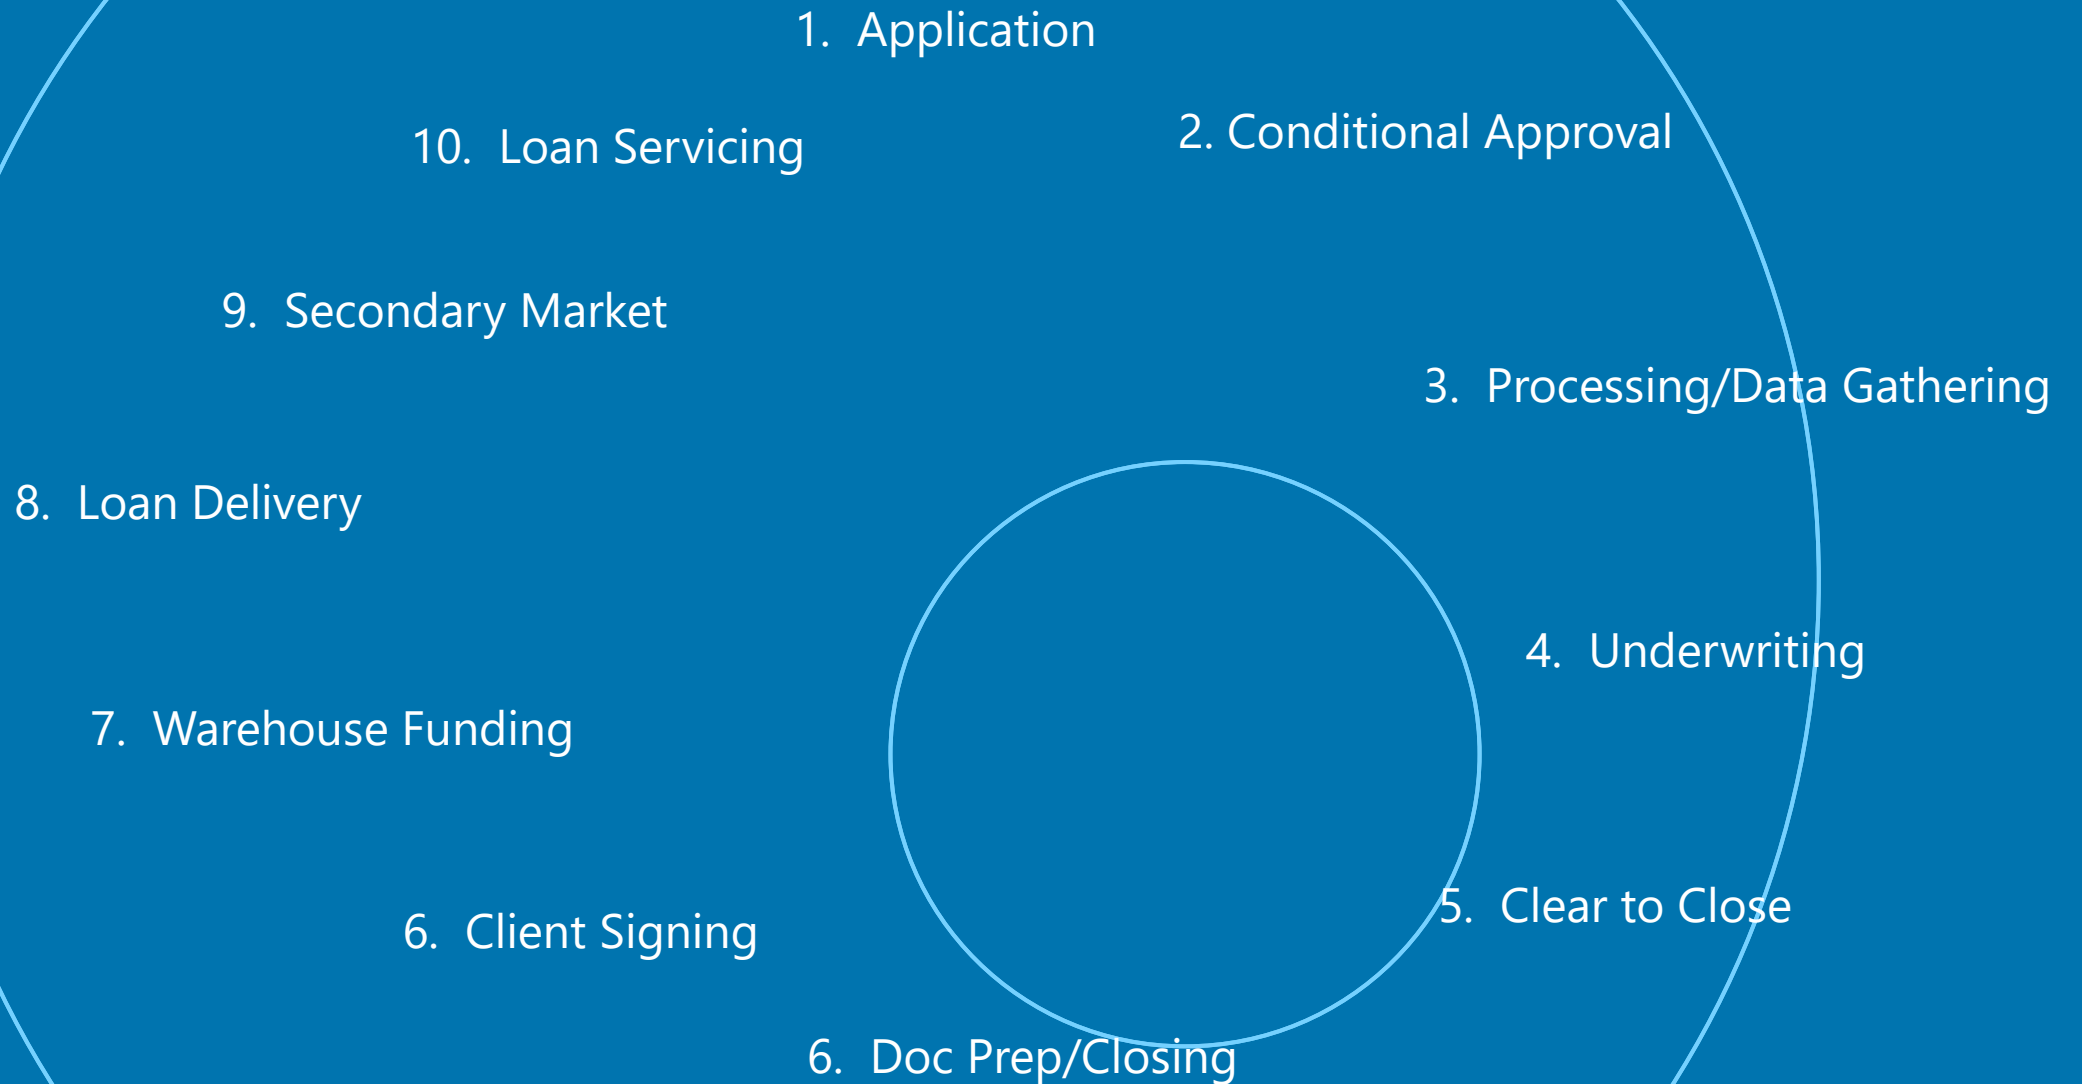 1. Application
2. Conditional Approval
3. Processing/Data Gathering
4. Underwriting
5. Clear to Close
6. Doc Prep/Closing
6. Client Signing
7. Warehouse Funding
8. Loan Delivery
9. Secondary Market
10. Loan Servicing